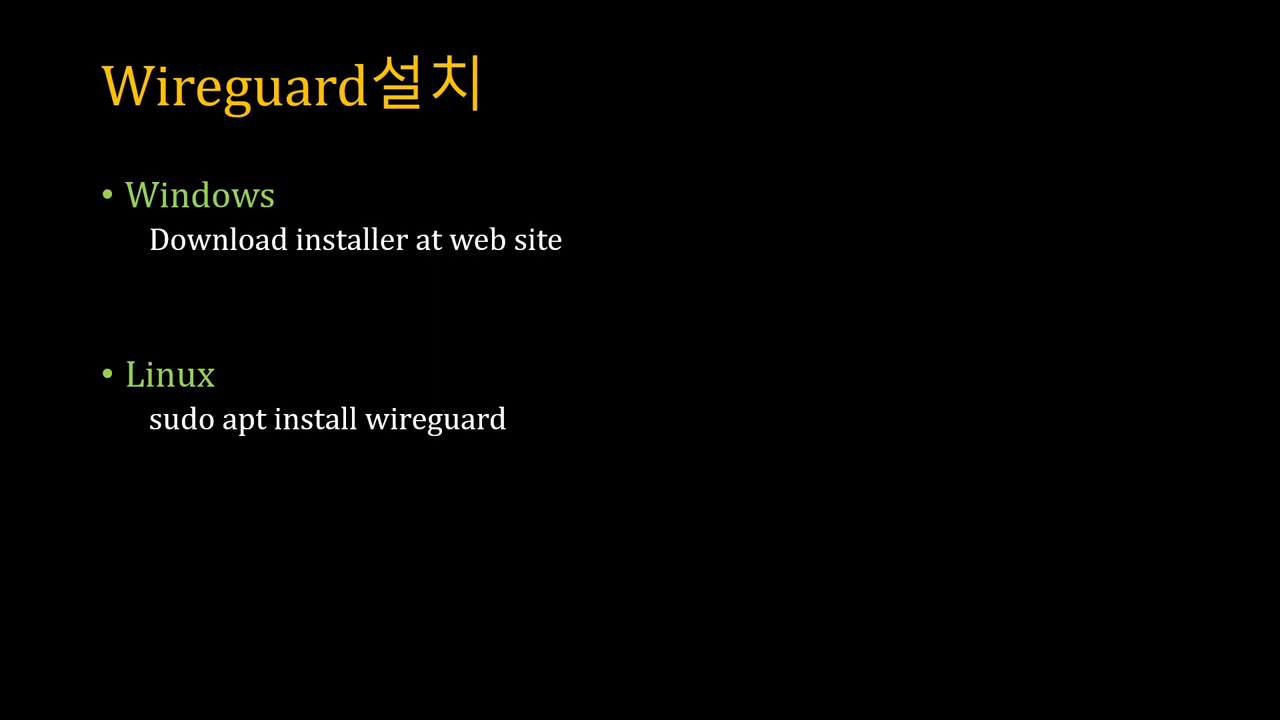 Wireguard설치
• Windows
Download installer at web site
• Linux
sudo apt install wireguard